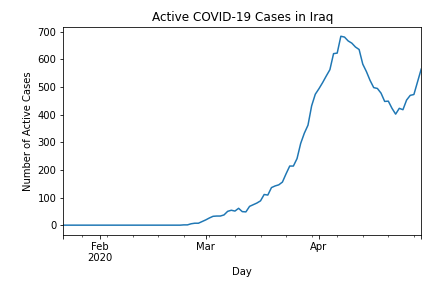 Active COVID-19 Cases in Iraq
700
600
500
400
300
200
100
0
Number of Active Cases
Feb
2020
Mar
Apr
Day